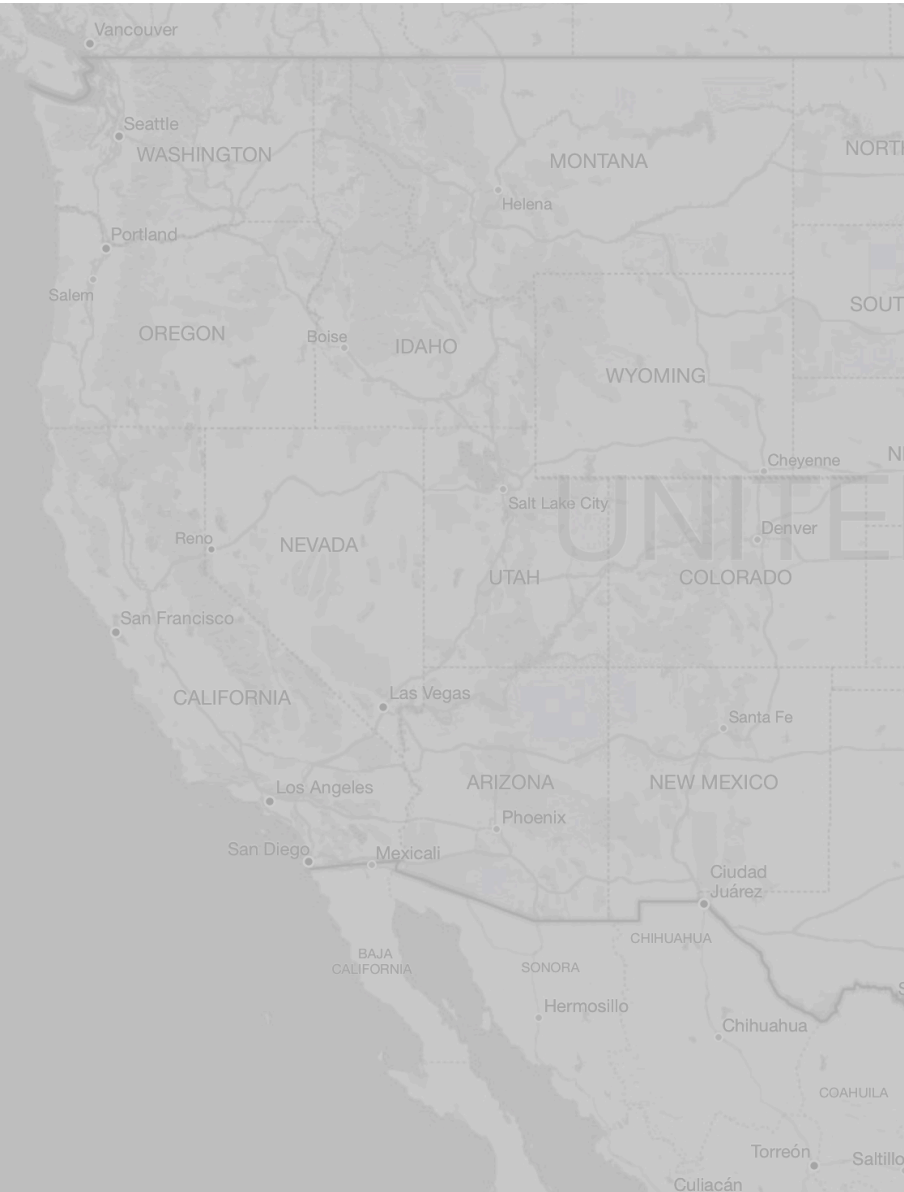 Vancouver
Seattle
WASHINGTON
MONTANA
NORTH
Helena
Portland
Salem
SOUT
OREGON
Boise
IDAHO
WYOMING
Cheyenne
NE
Salt Lake City
UNITE
Denver
Reno
NEVADA
UTAH
COLORADO
San Francisco
CALIFORNIA
Las Vegas
Santa Fe
ARIZONA
NEW MEXICO
Los Angeles
Phoenix
San Diego
Mexicali
Ciudad
Juárez
CHIHUAHUA
BAJA
CALIFORNIA
SONORA
Hermosillo
Chihuahua
COAHUILA
Torreón
Saltillo
Culiacán